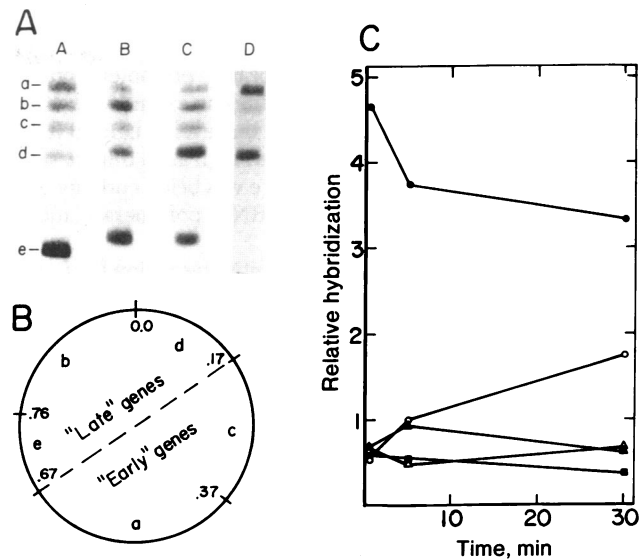 A
A B C D
a–
b–
c–
d–
e–
B
0.0
d
b
.17
"Late" genes
.76
e
"Early" genes
c
.67
.37
a
C
5
4
3
2
1
Relative hybridization
10 20 30
Time, min